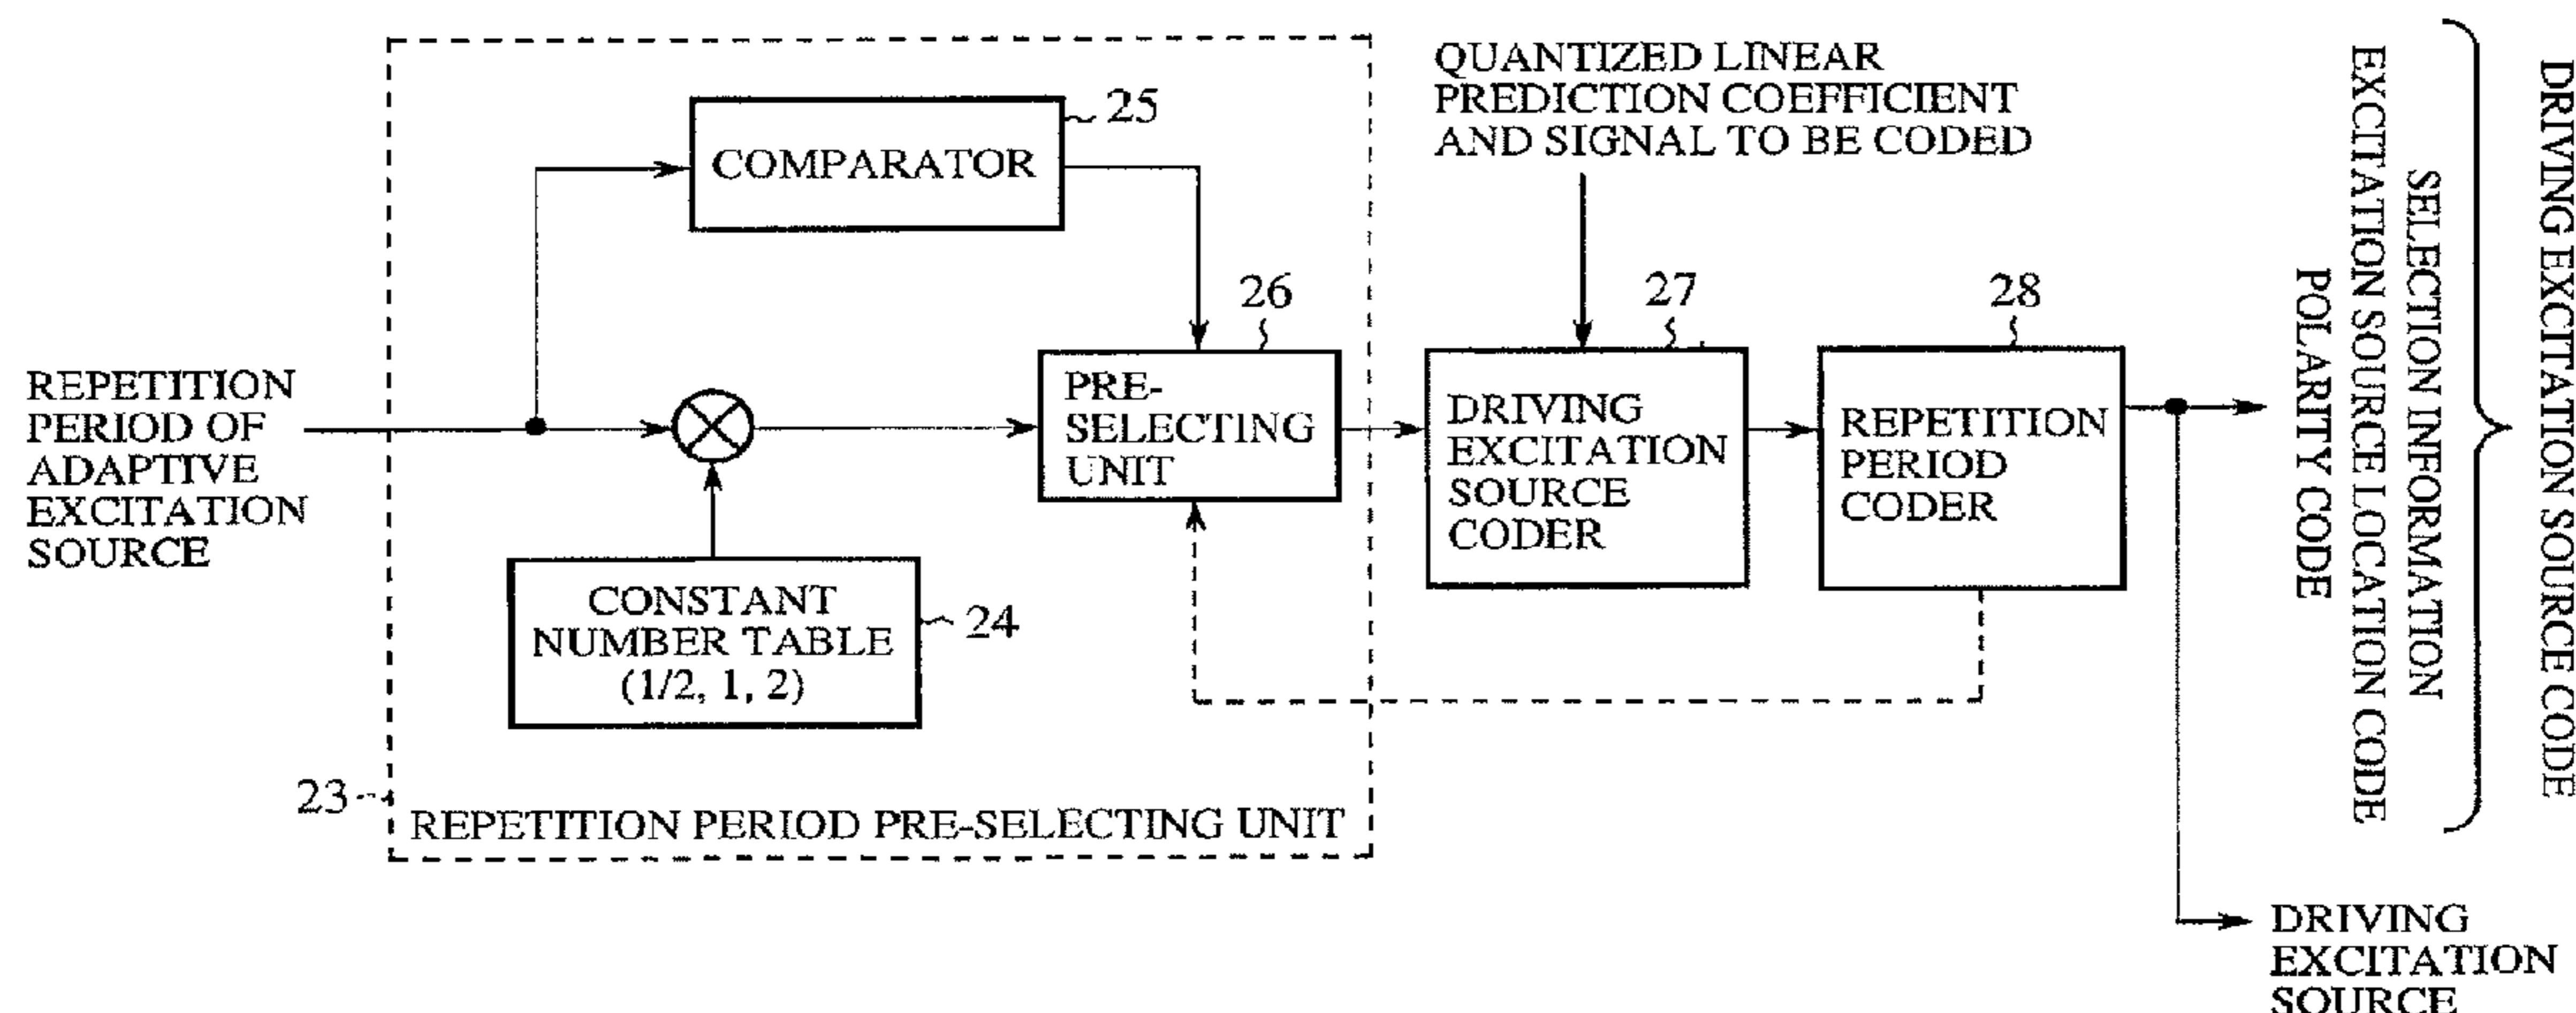 REPETITION
PERIOD OF
ADAPTIVE
EXCITATION
SOURCE
COMPARATOR
25
CONSTANT
NUMBER TABLE
(1/2, 1, 2)
24
PRE-
SELECTING
UNIT
26
23
REPETITION PERIOD PRE-SELECTING UNIT
QUANTIZED LINEAR
PREDICTION COEFFICIENT
AND SIGNAL TO BE CODED
27
DRIVING
EXCITATION
SOURCE
CODER
28
REPETITION
PERIOD
CODER
SELECTION INFORMATION
EXCITATION SOURCE LOCATION CODE
POLARITY CODE
DRIVING EXCITATION SOURCE CODE
DRIVING
EXCITATION
SOURCE